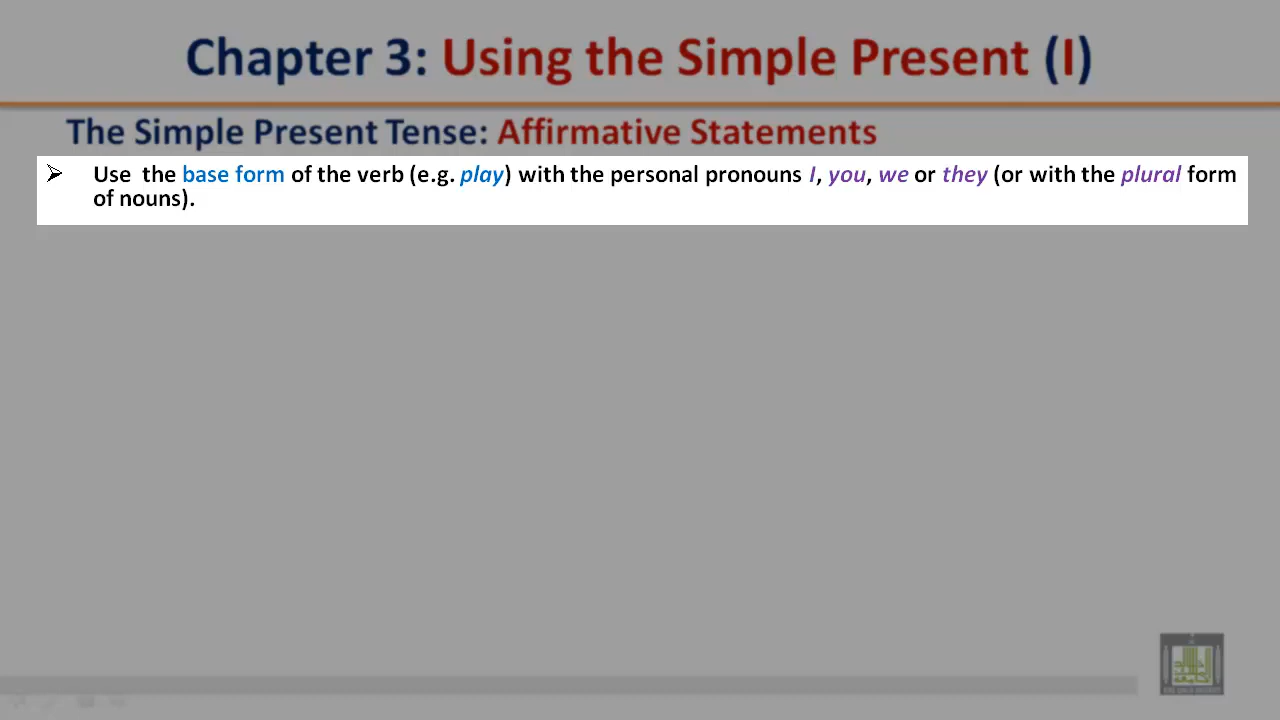 Chapter 3: Using the Simple Present (I)
The Simple Present Tense: Affirmative Statements
➢ Use the base form of the verb (e.g. play) with the personal pronouns I, you, we or they (or with the plural form
of nouns).